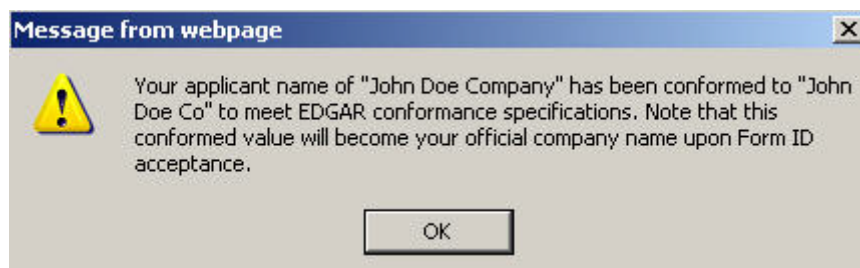 Message from webpage
Your applicant name of "John Doe Company" has been conformed to "John
Doe Co" to meet EDGAR conformance specifications. Note that this
conformed value will become your official company name upon Form ID
acceptance.
OK